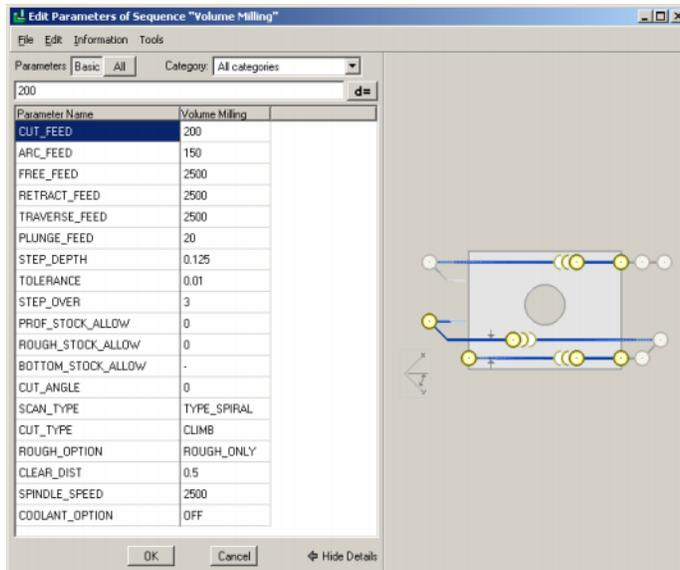 Edit Parameters of Sequence "Volume Milling"
File Edit Information Tools
Parameters Basic All Category: All categories
200 d=
Parameter Name Volume Milling
CUT_FEED 200
ARC_FEED 150
FREE_FEED 2500
RETRACT_FEED 2500
TRAVERSE_FEED 2500
PLUNGE_FEED 20
STEP_DEPTH 0.125
TOLERANCE 0.01
STEP_OVER 3
PROF_STOCK_ALLOW 0
ROUGH_STOCK_ALLOW 0
BOTTOM_STOCK_ALLOW -
CUT_ANGLE 0
SCAN_TYPE TYPE_SPIRAL
CUT_TYPE CLIMB
ROUGH_OPTION ROUGH_ONLY
CLEAR_DIST 0.5
SPINDLE_SPEED 2500
COOLANT_OPTION OFF
OK Cancel Hide Details
x
y